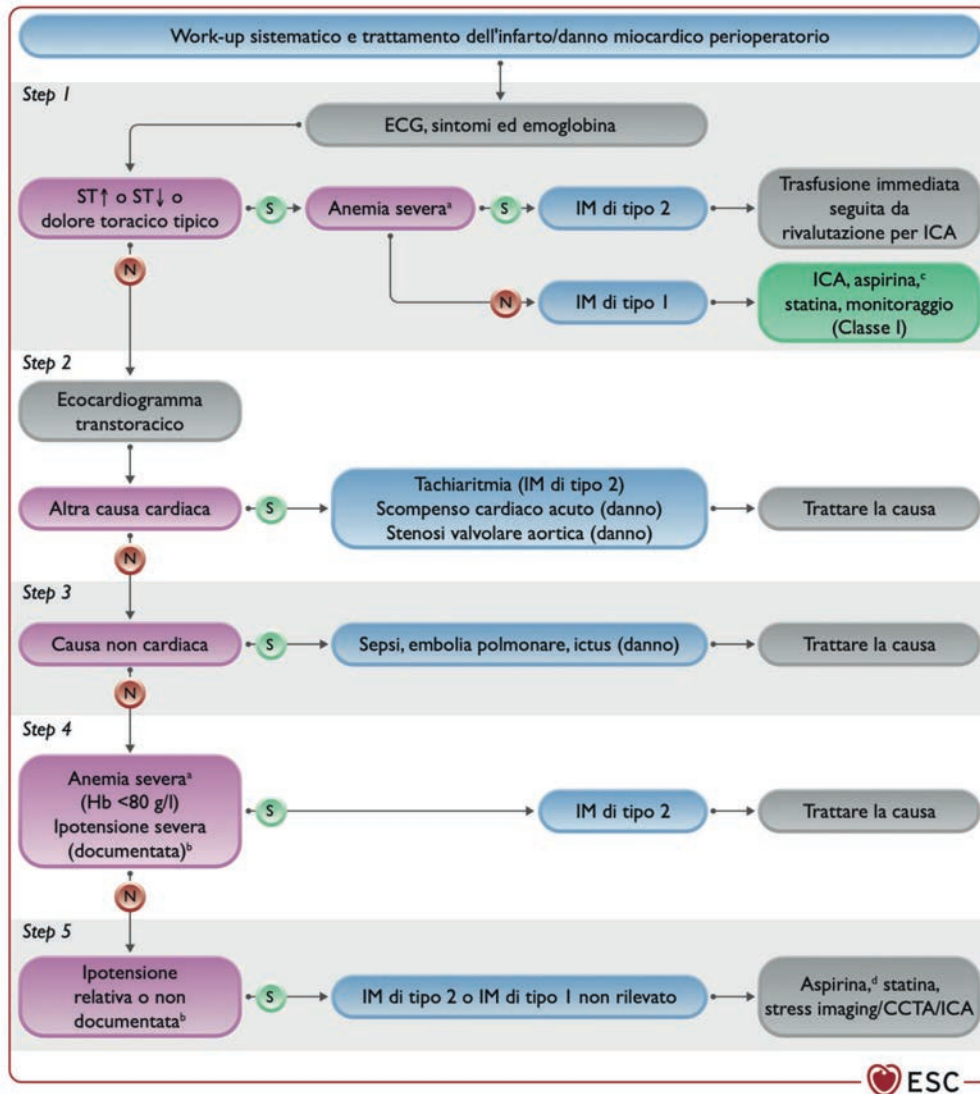 Work-up sistematico e trattamento dell'infarto/danno miocardico perioperatorio
Step 1
ECG, sintomi ed emoglobina
ST↑ o ST↓ o
dolore toracico tipico
S
Anemia severaᵃ
S
IM di tipo 2
Trasfusione immediata
seguita da
rivalutazione per ICA
N
N
IM di tipo 1
ICA, aspirina,ᶜ
statina, monitoraggio
(Classe I)
Step 2
Ecocardiogramma
transtoracico
Altra causa cardiaca
S
Tachiaritmia (IM di tipo 2)
Scompenso cardiaco acuto (danno)
Stenosi valvolare aortica (danno)
Trattare la causa
N
Step 3
Causa non cardiaca
S
Sepsi, embolia polmonare, ictus (danno)
Trattare la causa
N
Step 4
Anemia severaᵃ
(Hb <80 g/l)
Ipotensione severa
(documentata)ᵇ
S
IM di tipo 2
Trattare la causa
N
Step 5
Ipotensione
relativa o non
documentataᵇ
S
IM di tipo 2 o IM di tipo 1 non rilevato
Aspirina,ᵈ statina,
stress imaging/CCTA/ICA
ESC